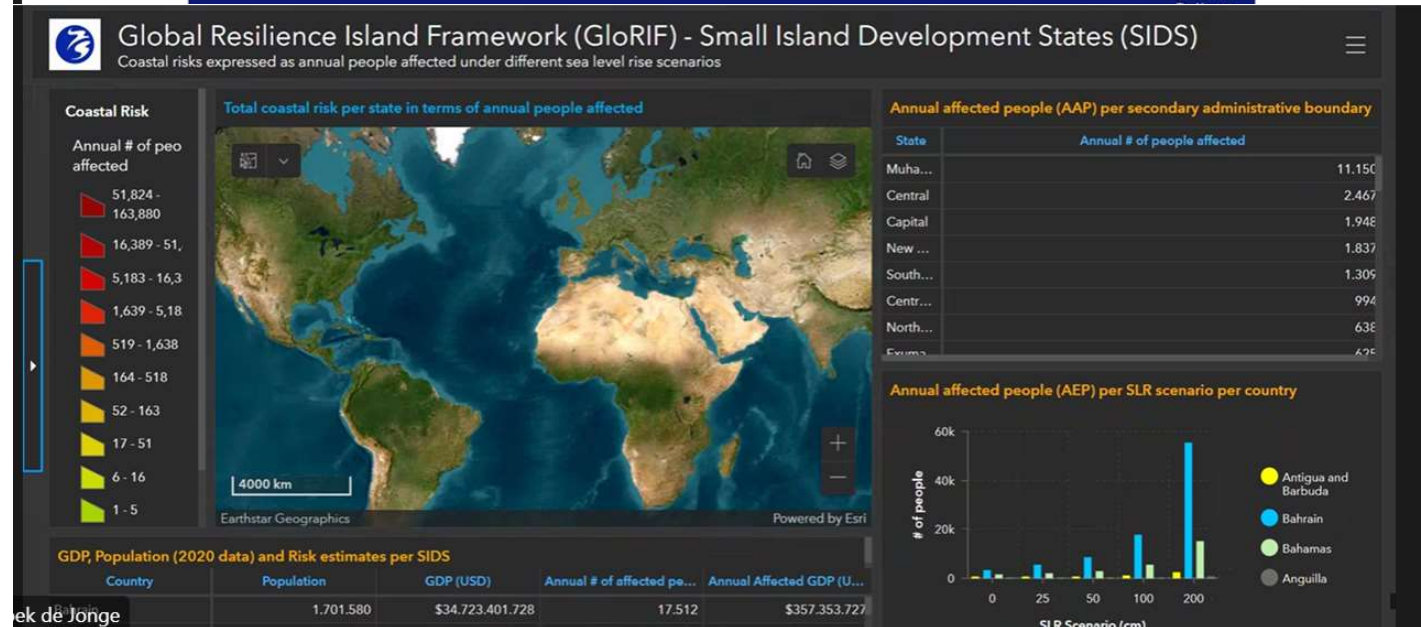 Global Resilience Island Framework (GloRIF) - Small Island Development States (SIDS)
Coastal risks expressed as annual people affected under different sea level rise scenarios
Coastal Risk
Annual # of peo
affected
51,824 -
163,880
16,389 - 51,
5,183 - 16,3
1,639 - 5,18
519 - 1,638
164 - 518
52 - 163
17 - 51
6 - 16
1 - 5
Total coastal risk per state in terms of annual people affected
4000 km
Earthstar Geographics
Powered by Esri
Annual affected people (AAP) per secondary administrative boundary
State Annual # of people affected
Muha... 11.150
Central 2.467
Capital 1.948
New ... 1.837
South... 1.309
Centr... 994
North... 638
Exuma 625
Annual affected people (AEP) per SLR scenario per country
# of people
60k
40k
20k
0
0 25 50 100 200
SLR Scenario (cm)
Antigua and
Barbuda
Bahrain
Bahamas
Anguilla
GDP, Population (2020 data) and Risk estimates per SIDS
Country Population GDP (USD) Annual # of affected pe... Annual Affected GDP (U...
Bahrain 1.701.580 $34.723.401.728 17.512 $357.353.727
ek de Jonge